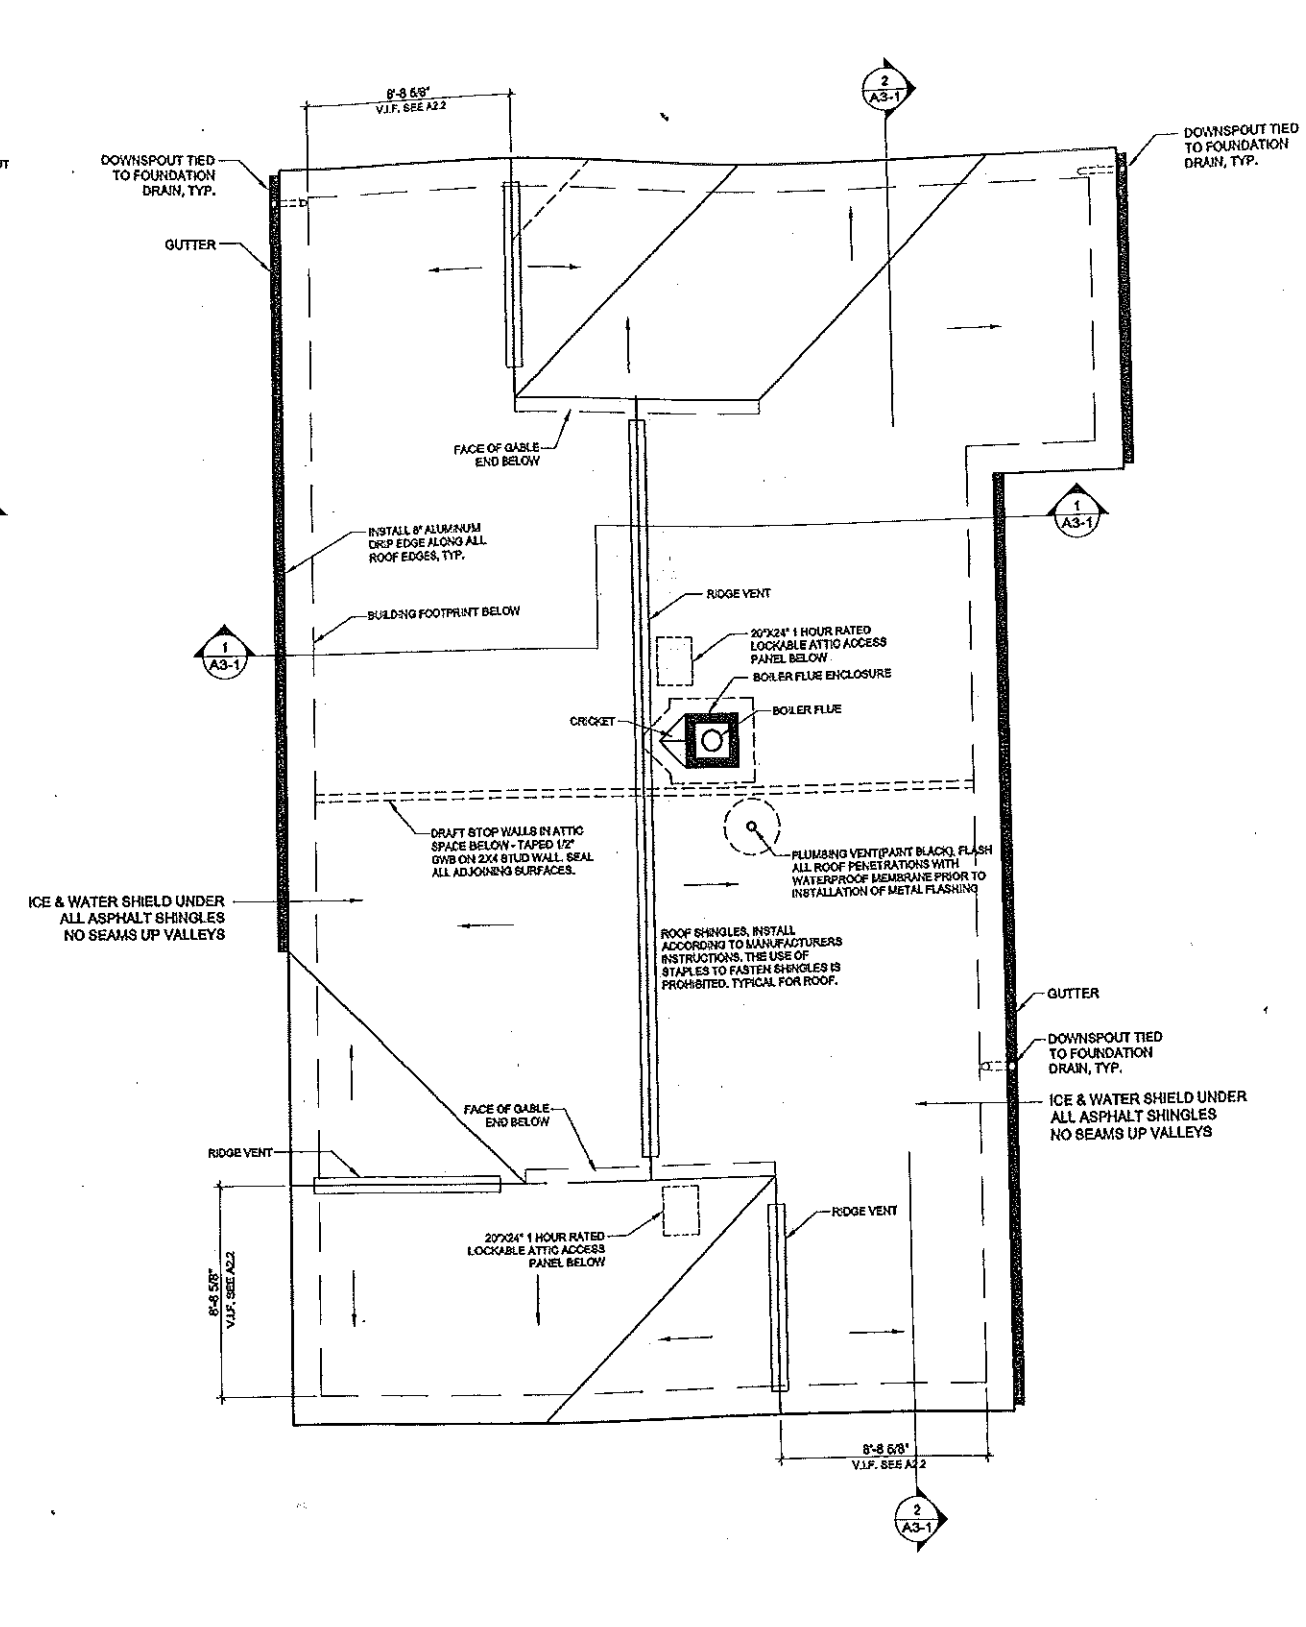 8'-8 5/8"
V.I.F. SEE A2.2
2
A3-1
DOWNSPOUT TIED
TO FOUNDATION
DRAIN, TYP.
DOWNSPOUT TIED
TO FOUNDATION
DRAIN, TYP.
GUTTER
FACE OF GABLE
END BELOW
1
A3-1
INSTALL 8" ALUMINUM
DRIP EDGE ALONG ALL
ROOF EDGES, TYP.
RIDGE VENT
BUILDING FOOTPRINT BELOW
20"X24" 1 HOUR RATED
LOCKABLE ATTIC ACCESS
PANEL BELOW
1
A3-1
BOILER FLUE ENCLOSURE
BOILER FLUE
CRICKET
DRAFT STOP WALLS IN ATTIC
SPACE BELOW - TAPED 1/2"
GWB ON 2X4 STUD WALL. SEAL
ALL ADJOINING SURFACES.
PLUMBING VENT(PAINT BLACK). FLASH
ALL ROOF PENETRATIONS WITH
WATERPROOF MEMBRANE PRIOR TO
INSTALLATION OF METAL FLASHING
ICE & WATER SHIELD UNDER
ALL ASPHALT SHINGLES
NO SEAMS UP VALLEYS
ROOF SHINGLES, INSTALL
ACCORDING TO MANUFACTURERS
INSTRUCTIONS. THE USE OF
STAPLES TO FASTEN SHINGLES IS
PROHIBITED. TYPICAL FOR ROOF.
GUTTER
DOWNSPOUT TIED
TO FOUNDATION
DRAIN, TYP.
ICE & WATER SHIELD UNDER
ALL ASPHALT SHINGLES
NO SEAMS UP VALLEYS
FACE OF GABLE
END BELOW
RIDGE VENT
RIDGE VENT
20"X24" 1 HOUR RATED
LOCKABLE ATTIC ACCESS
PANEL BELOW
8'-8 5/8"
V.I.F. SEE A2.2
8'-8 5/8"
V.I.F. SEE A2.2
2
A3-1